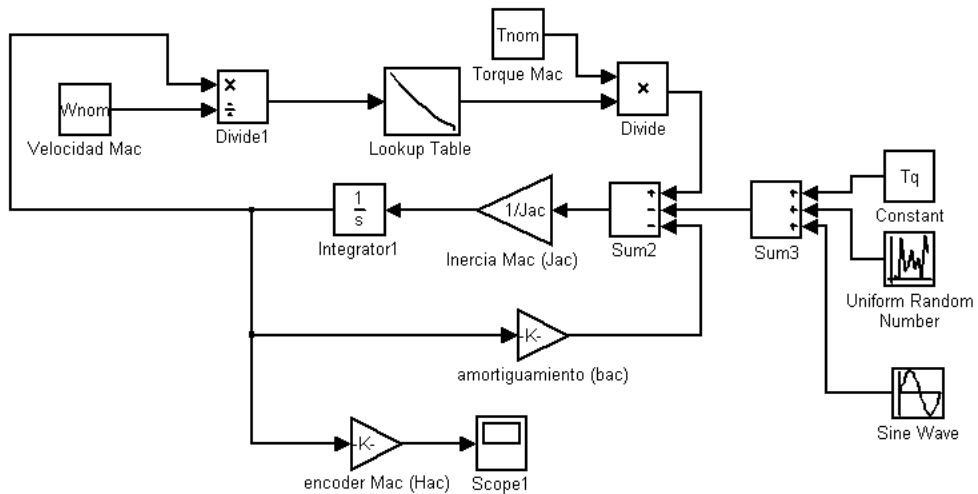 Tnom
Torque Mac
×
Divide
Wnom
Velocidad Mac
×
÷
Divide1
Lookup Table
1
s
Integrator1
1/Jac
Inercia Mac (Jac)
+
−
−
Sum2
+
+
+
Sum3
Tq
Constant
Uniform Random
Number
-K-
amortiguamiento (bac)
Sine Wave
-K-
encoder Mac (Hac)
Scope1